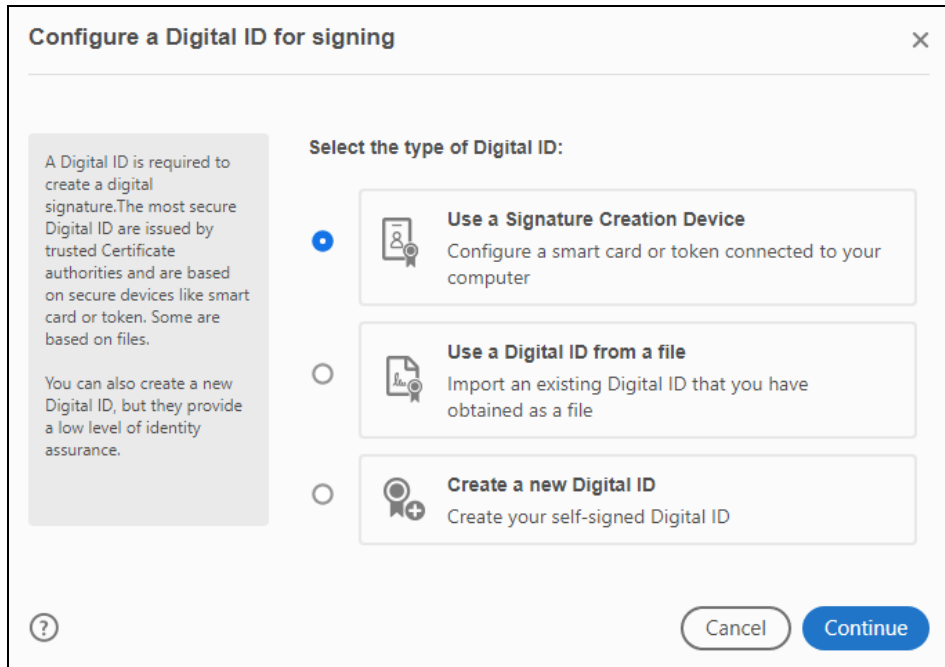 Configure a Digital ID for signing
A Digital ID is required to
create a digital
signature.The most secure
Digital ID are issued by
trusted Certificate
authorities and are based
on secure devices like smart
card or token. Some are
based on files.
You can also create a new
Digital ID, but they provide
a low level of identity
assurance.
Select the type of Digital ID:
Use a Signature Creation Device
Configure a smart card or token connected to your
computer
Use a Digital ID from a file
Import an existing Digital ID that you have
obtained as a file
Create a new Digital ID
Create your self-signed Digital ID
?
Cancel
Continue